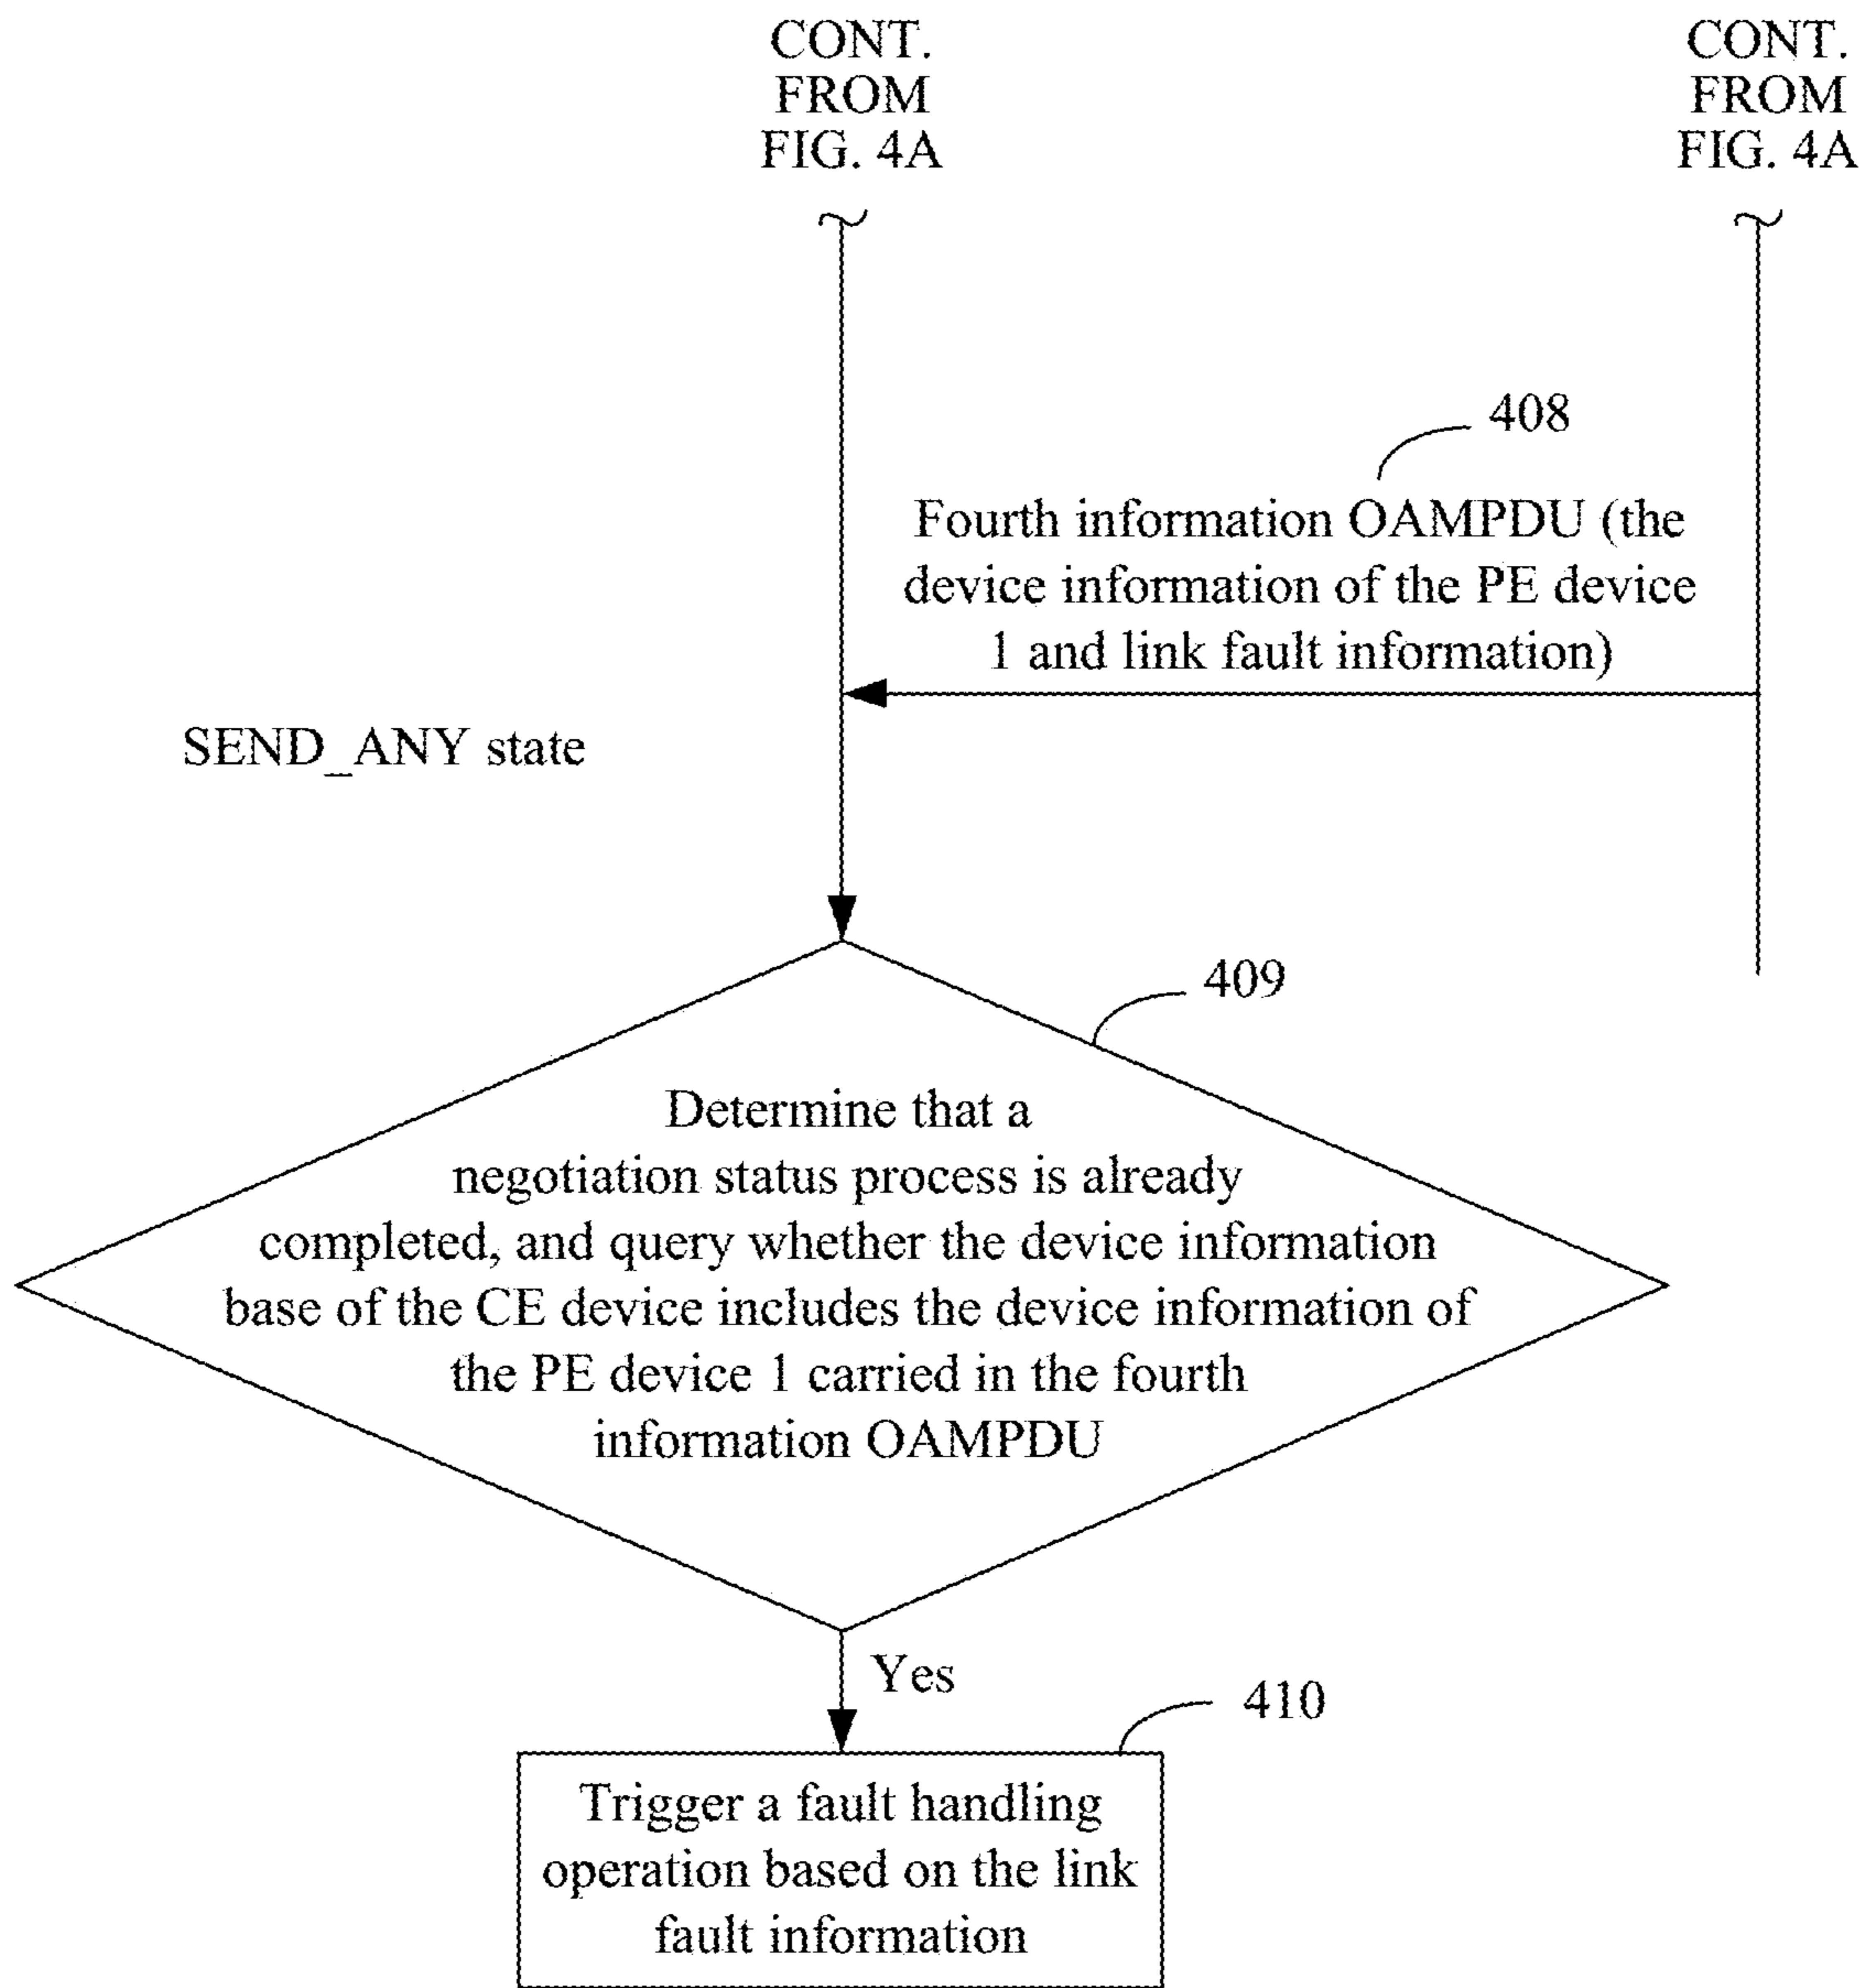 CONT.
FROM
FIG. 4A
CONT.
FROM
FIG. 4A
408
Fourth information OAMPDU (the
device information of the PE device
1 and link fault information)
SEND_ANY state
409
Determine that a
negotiation status process is already
completed, and query whether the device information
base of the CE device includes the device information of
the PE device 1 carried in the fourth
information OAMPDU
Yes
410
Trigger a fault handling
operation based on the link
fault information